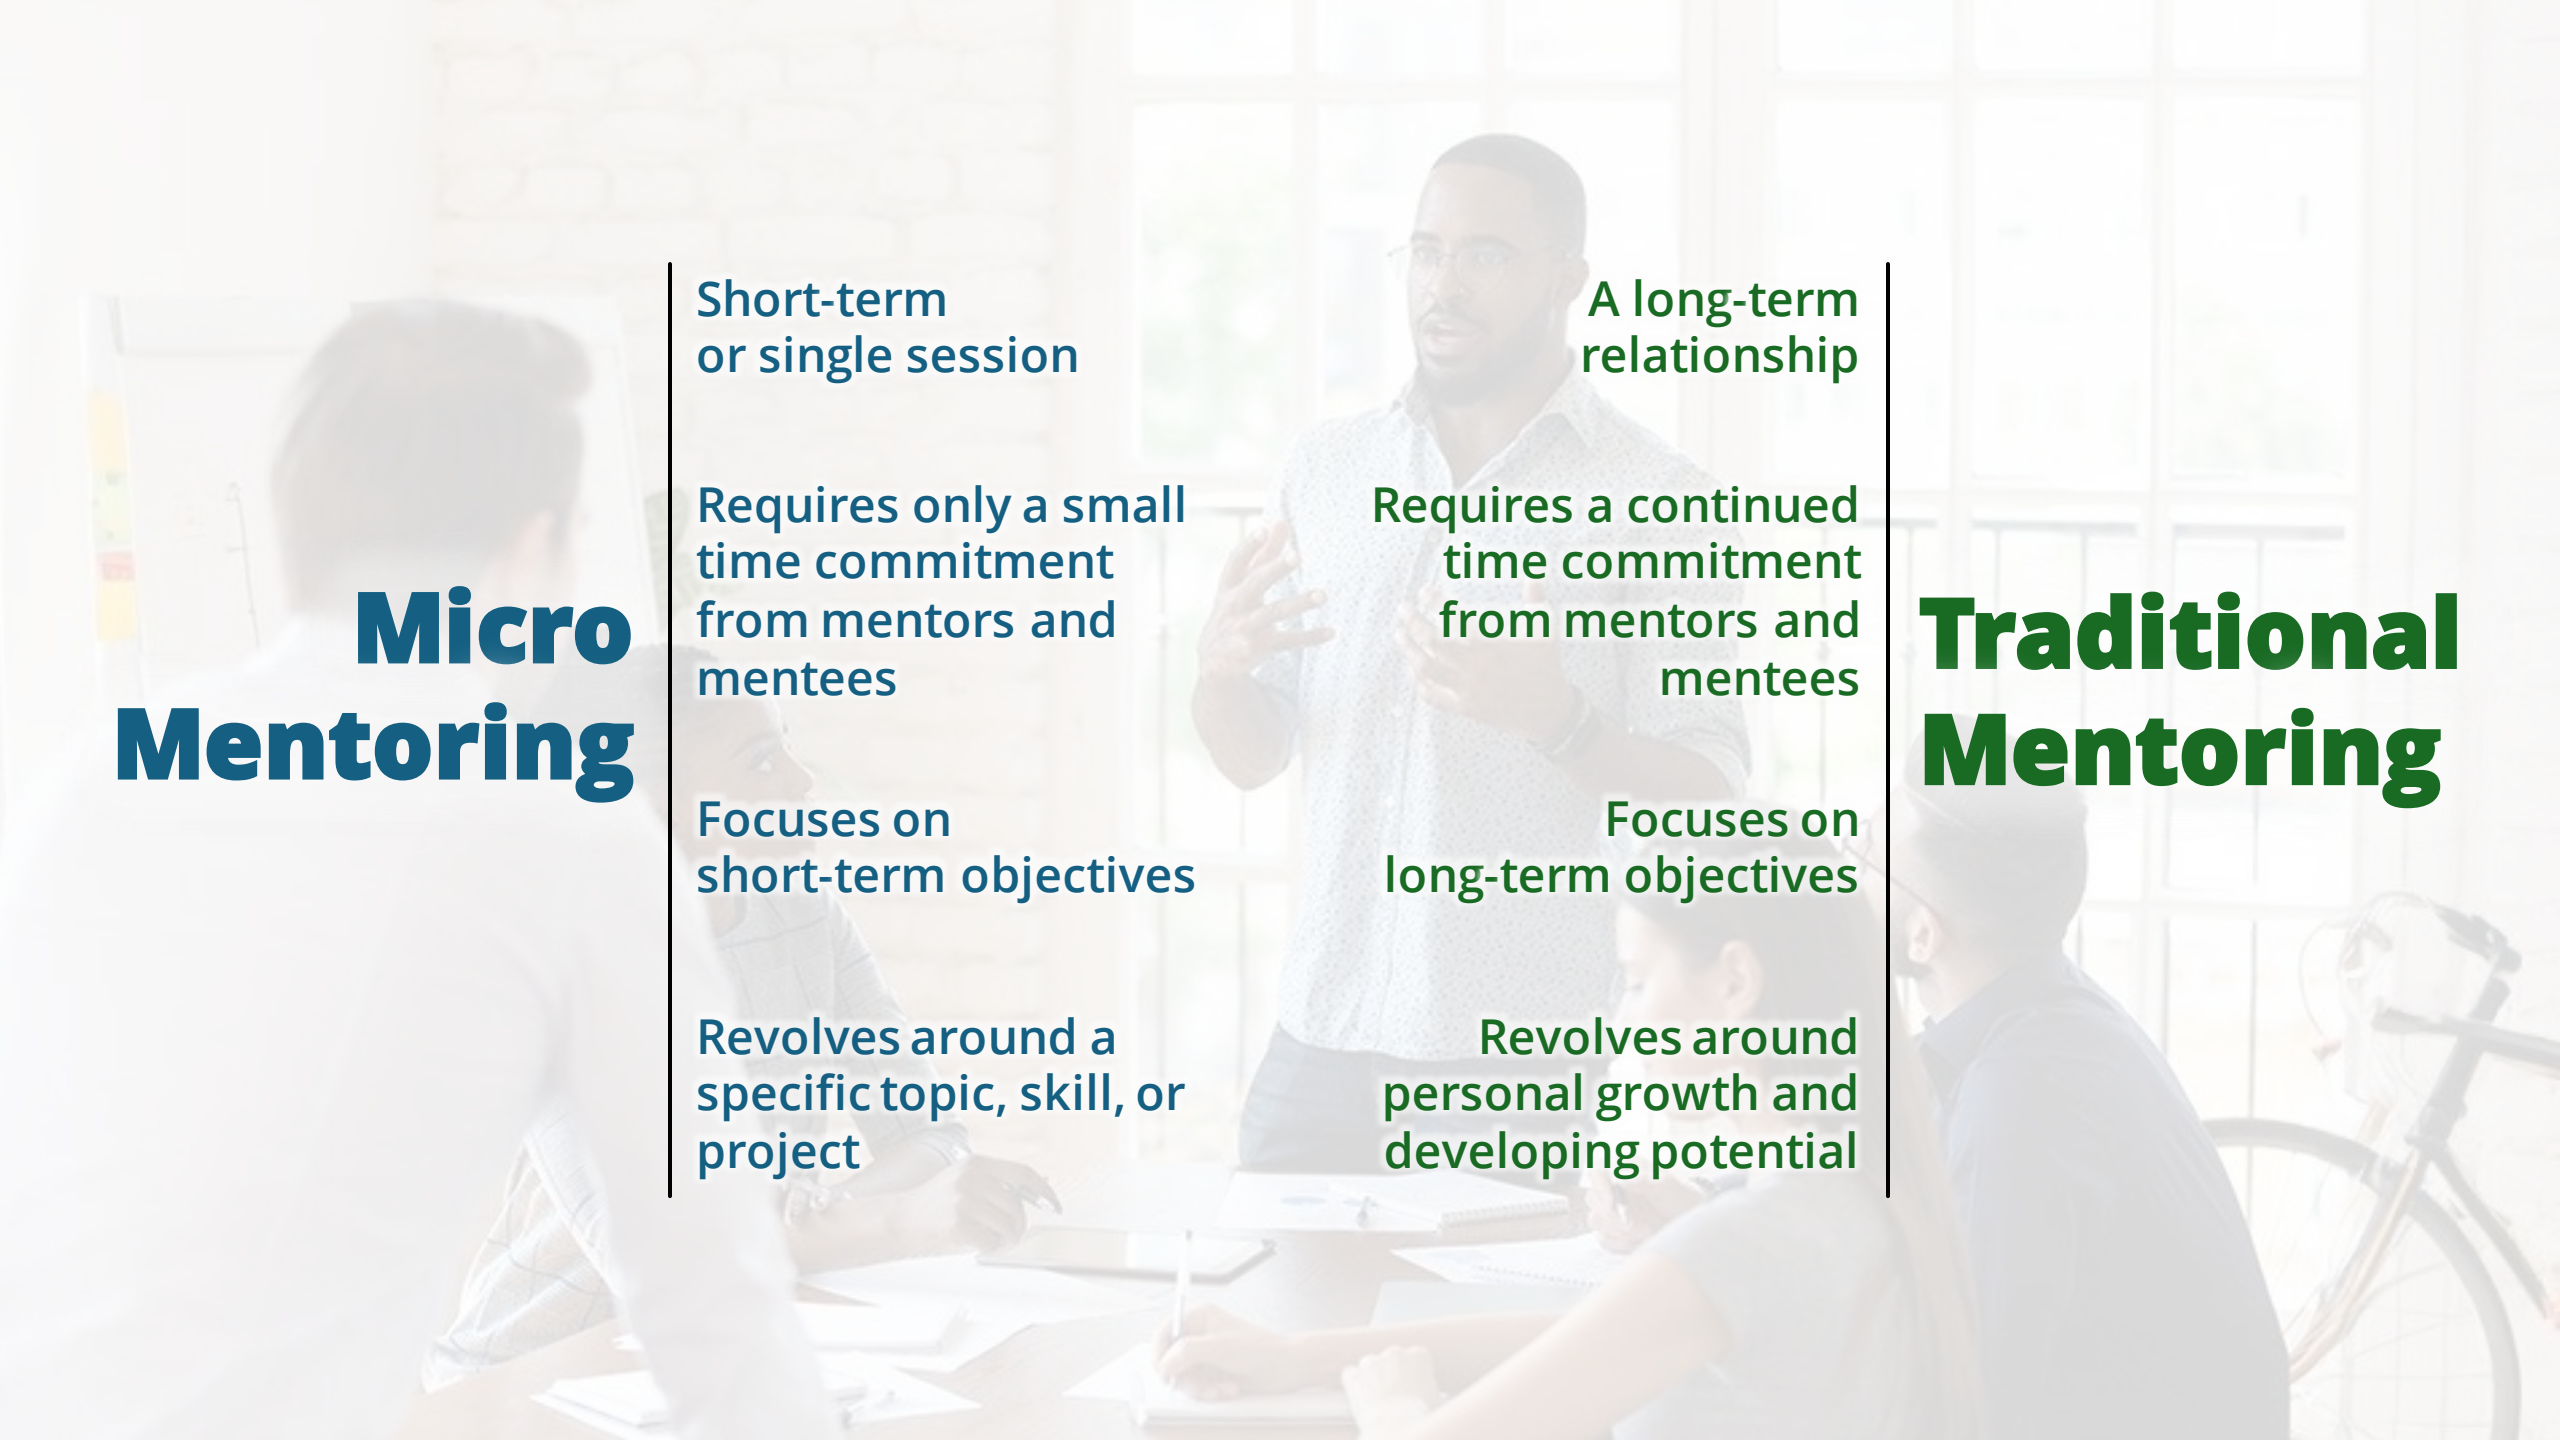 Micro
Mentoring
Short-term
or single session
Requires only a small
time commitment
from mentors and
mentees
Focuses on
short-term objectives
Revolves around a
specific topic, skill, or
project
A long-term
relationship
Requires a continued
time commitment
from mentors and
mentees
Focuses on
long-term objectives
Revolves around
personal growth and
developing potential
Traditional
Mentoring